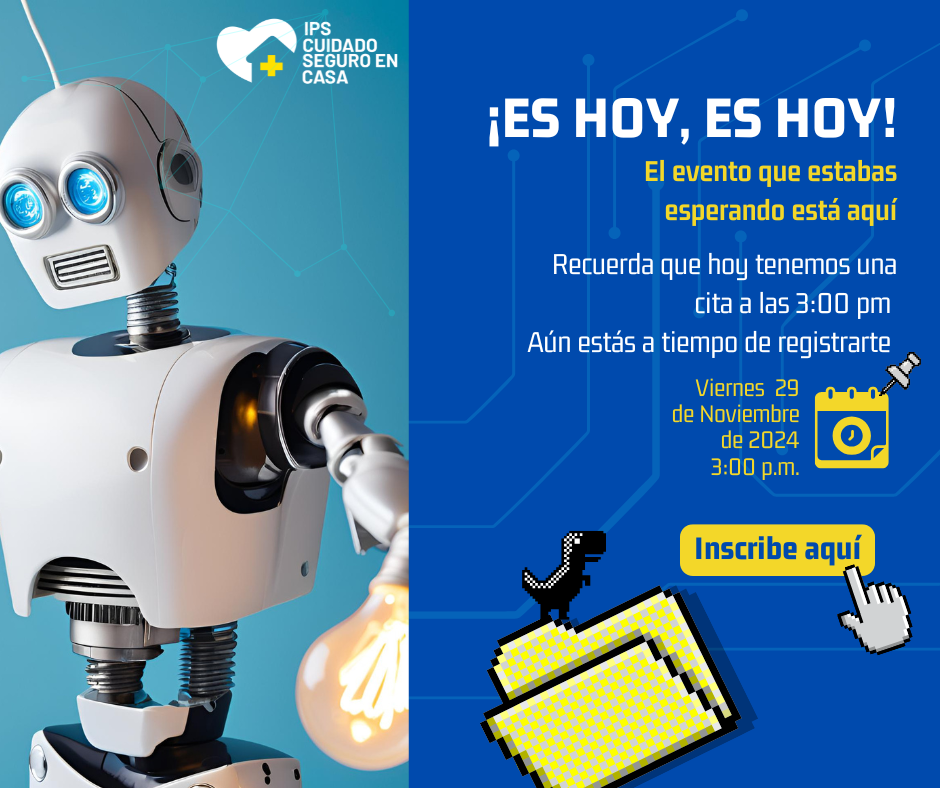 IPS
CUIDADO
SEGURO EN
CASA
¡ES HOY, ES HOY!
El evento que estabas
esperando está aquí
Recuerda que hoy tenemos una
cita a las 3:00 pm
Aún estás a tiempo de registrarte
Viernes 29
de Noviembre
de 2024
3:00 p.m.
Inscribe aquí